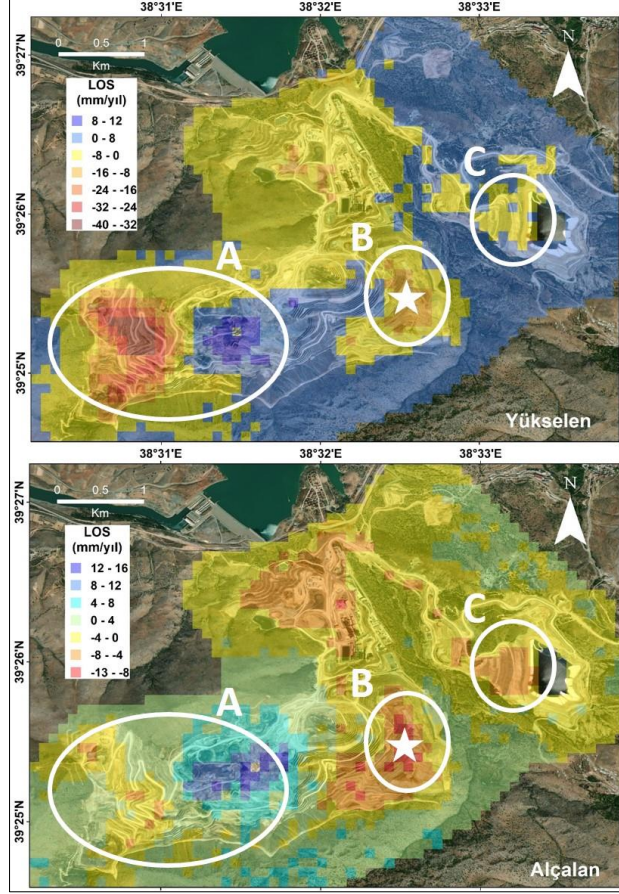 38°31'E 38°32' 38°33'
39°27'N
0 0.5 1
Km
N
LOS
(mm/yıl)
8 - 12
0 - 8
-8 - 0
-16 - -8
-24 - -16
-32 - -24
-40 - -32
39°26'
39°25'N
A
B
C
Yükselen
38°31'E 38°32' 38°33'
39°27'N
0 0.5 1
Km
N
LOS
(mm/yıl)
12 - 16
8 - 12
4 - 8
0 - 4
-4 - 0
-8 - -4
-13 - -8
39°26'
39°25'N
A
B
C
Alçalan